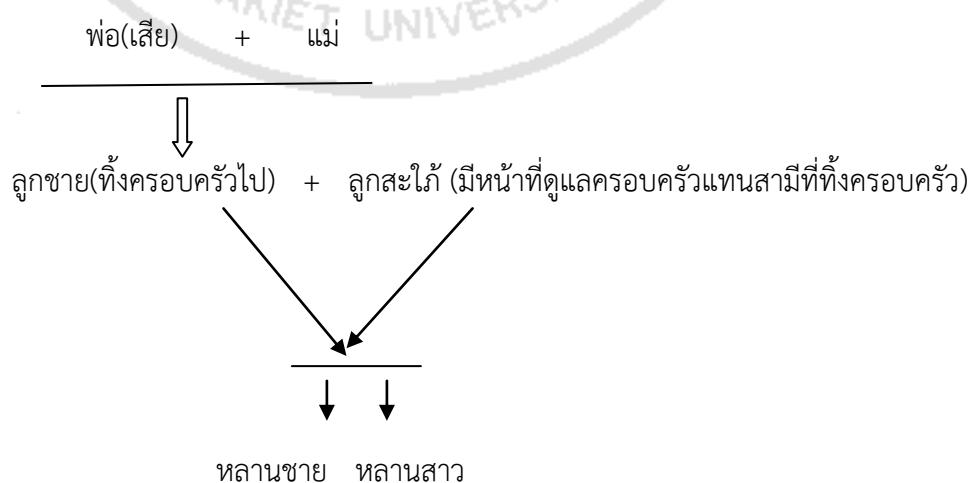 KIET UNIVERS
พ่อ(เสีย) + แม่
ลูกชาย(ทิ้งครอบครัวไป) + ลูกสะใภ้ (มีหน้าที่ดูแลครอบครัวแทนสามีที่ทิ้งครอบครัว)
หลานชาย หลานสาว